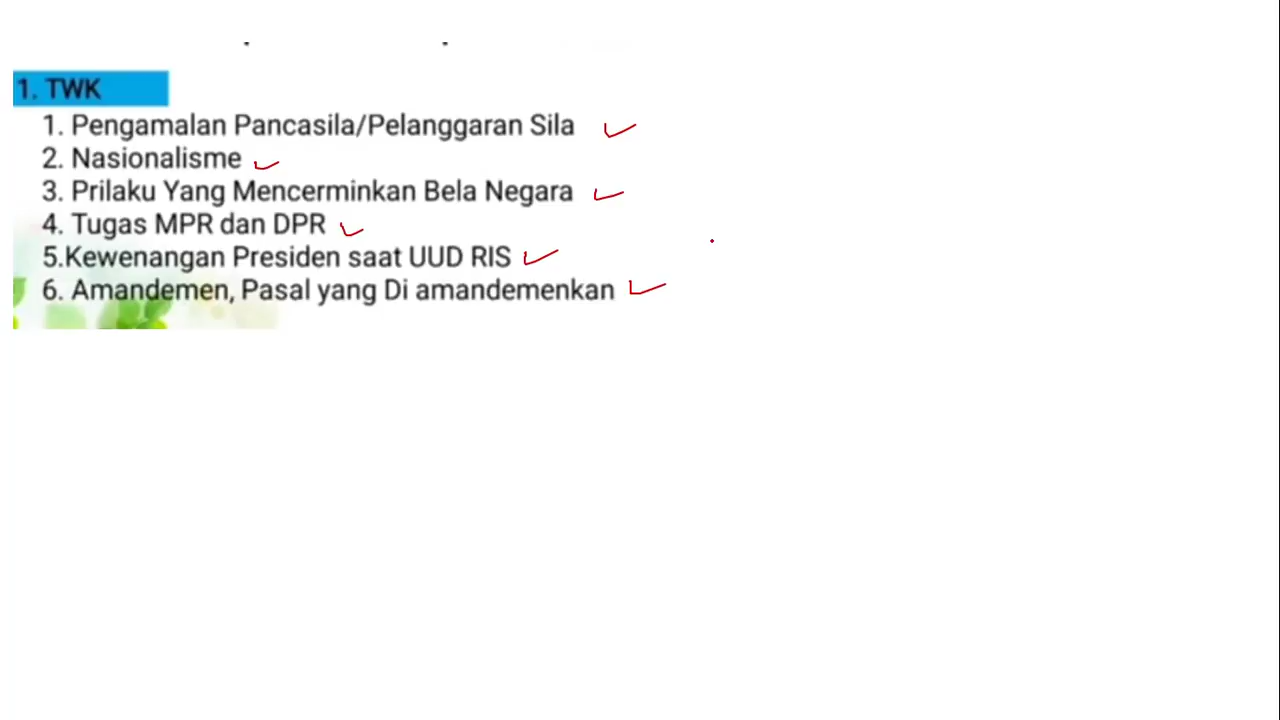 1. TWK
1. Pengamalan Pancasila/Pelanggaran Sila
2. Nasionalisme
3. Prilaku Yang Mencerminkan Bela Negara
4. Tugas MPR dan DPR
5.Kewenangan Presiden saat UUD RIS
6. Amandemen, Pasal yang Di amandemenkan